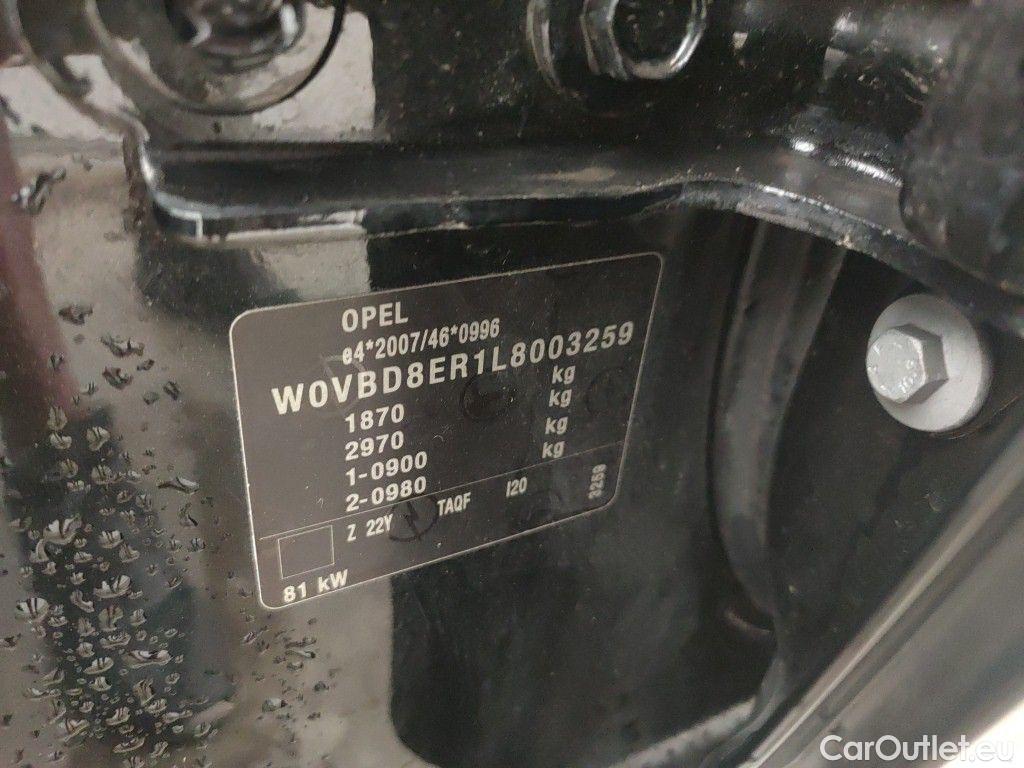 OPEL
e4*2007/46*0996
W0VBD8ER1L8003259
1870 kg
2970 kg
1-0900 kg
2-0980 kg
Z 22Y TAQF I20 3259
81 kW
CarOutlet.eu